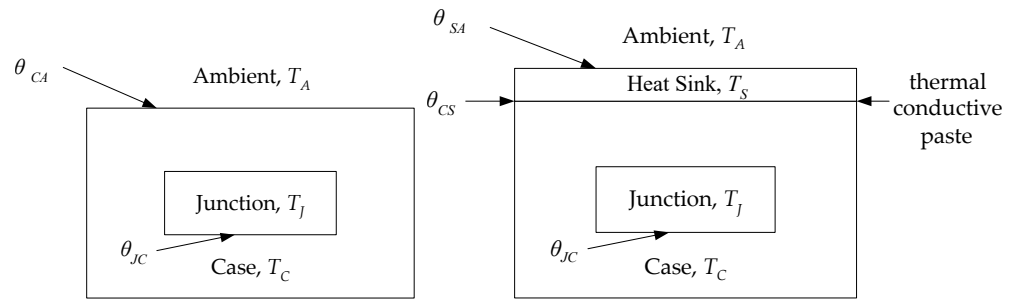 θ_CA
Ambient, T_A
Junction, T_J
θ_JC
Case, T_C
θ_SA
Ambient, T_A
Heat Sink, T_S
θ_CS
thermal
conductive
paste
Junction, T_J
θ_JC
Case, T_C